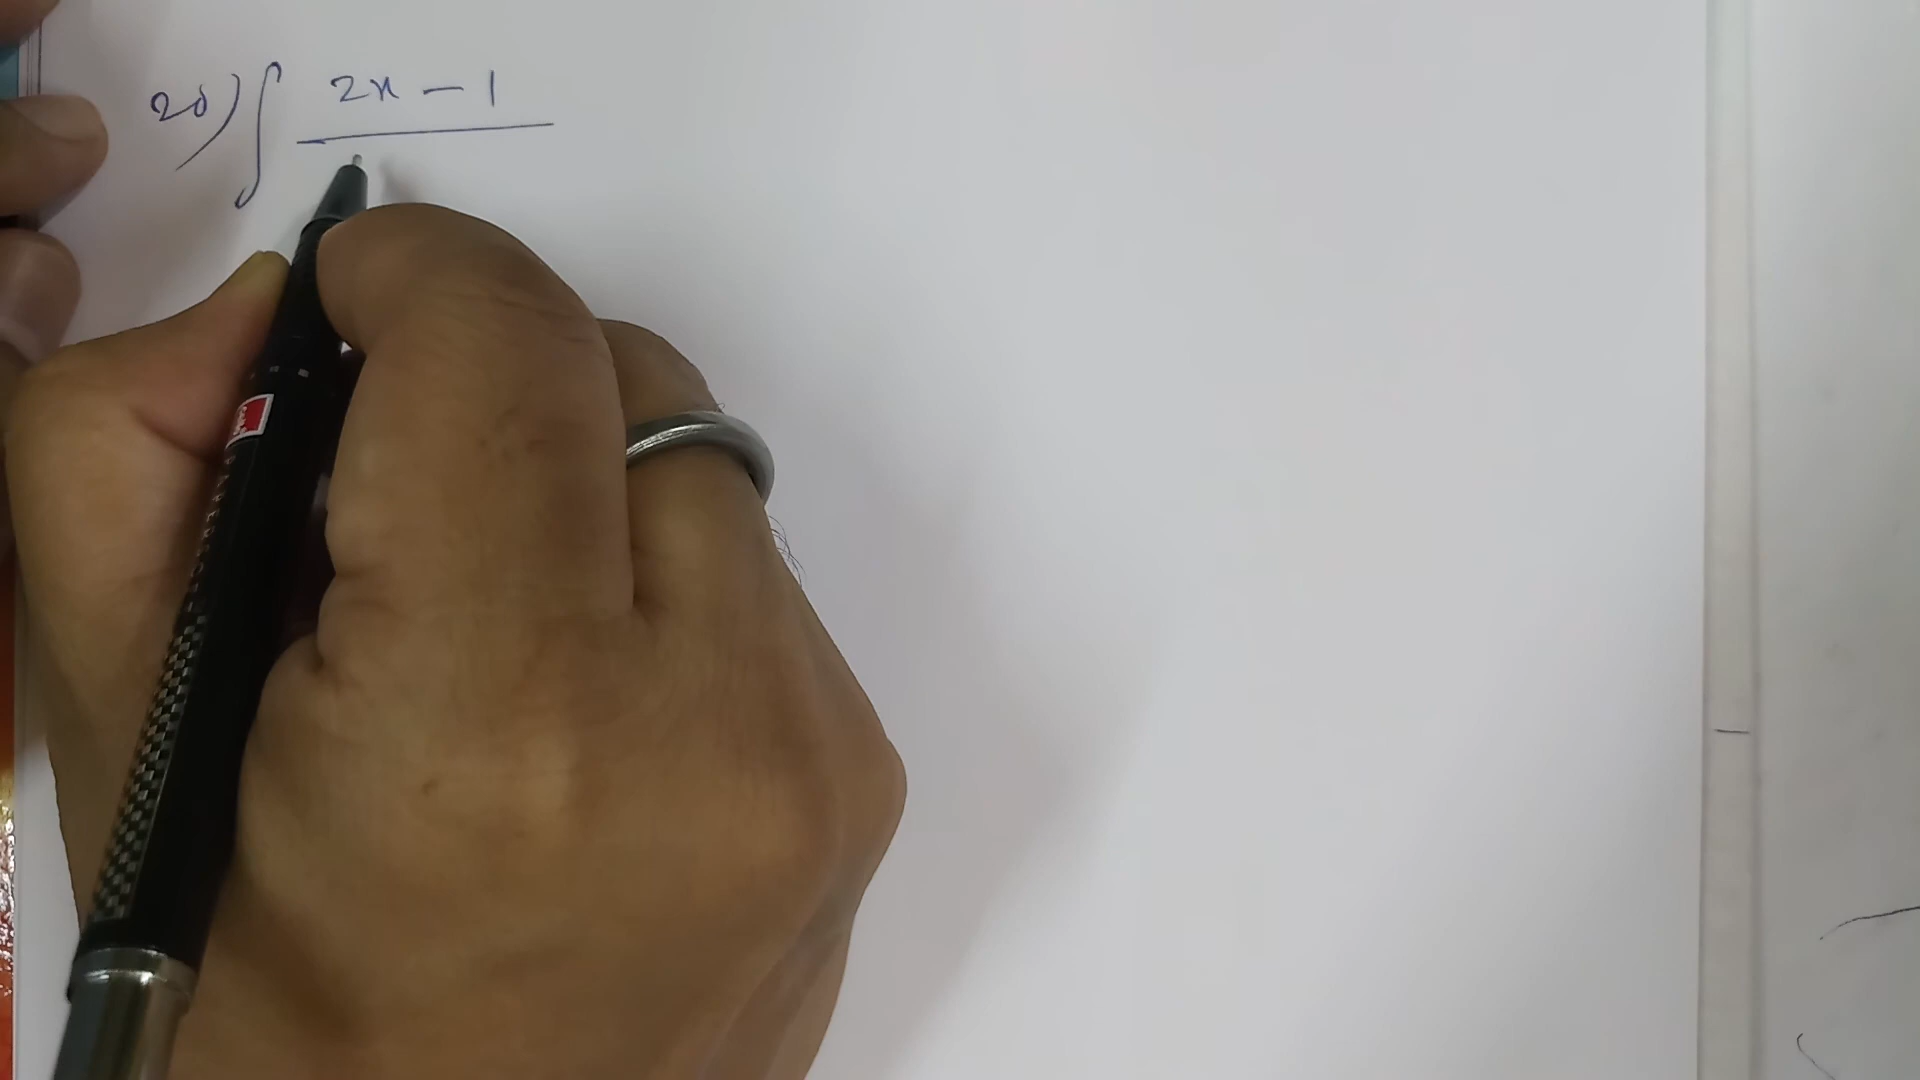 20) ∫ 2x - 1